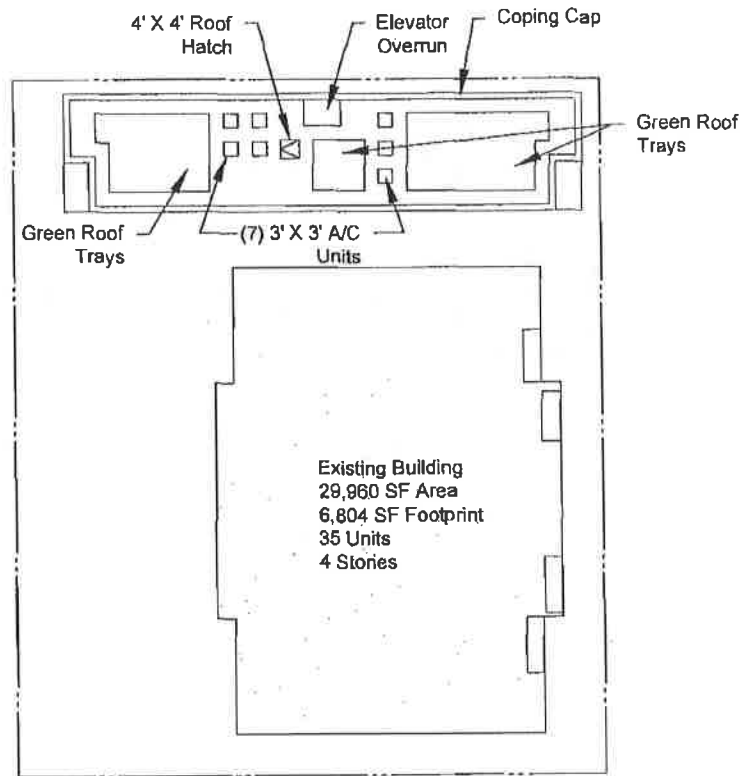 4' X 4' Roof
Hatch
Elevator
Overrun
Coping Cap
Green Roof
Trays
Green Roof
Trays
(7) 3' X 3' A/C
Units
Existing Building
29,960 SF Area
6,804 SF Footprint
35 Units
4 Stories